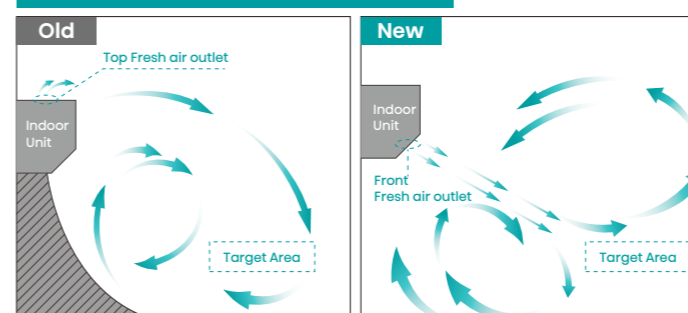 Old
Top Fresh air outlet
Indoor
Unit
Target Area
New
Indoor
Unit
Front
Fresh air outlet
Target Area